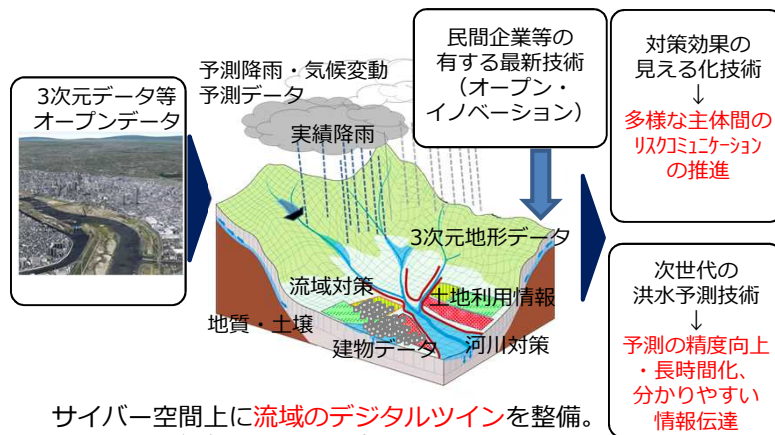 3次元データ等
オープンデータ
予測降雨・気候変動
予測データ
実績降雨
民間企業等の
有する最新技術
(オープン・
イノベーション)
対策効果の
見える化技術
↓
多様な主体間の
ﾘｽｸｺﾐｭﾆｹｰｼｮﾝ
の推進
3次元地形データ
流域対策
土地利用情報
地質・土壌
建物データ
河川対策
次世代の
洪水予測技術
↓
予測の精度向上
・長時間化、
分かりやすい
情報伝達
サイバー空間上に流域のデジタルツインを整備。